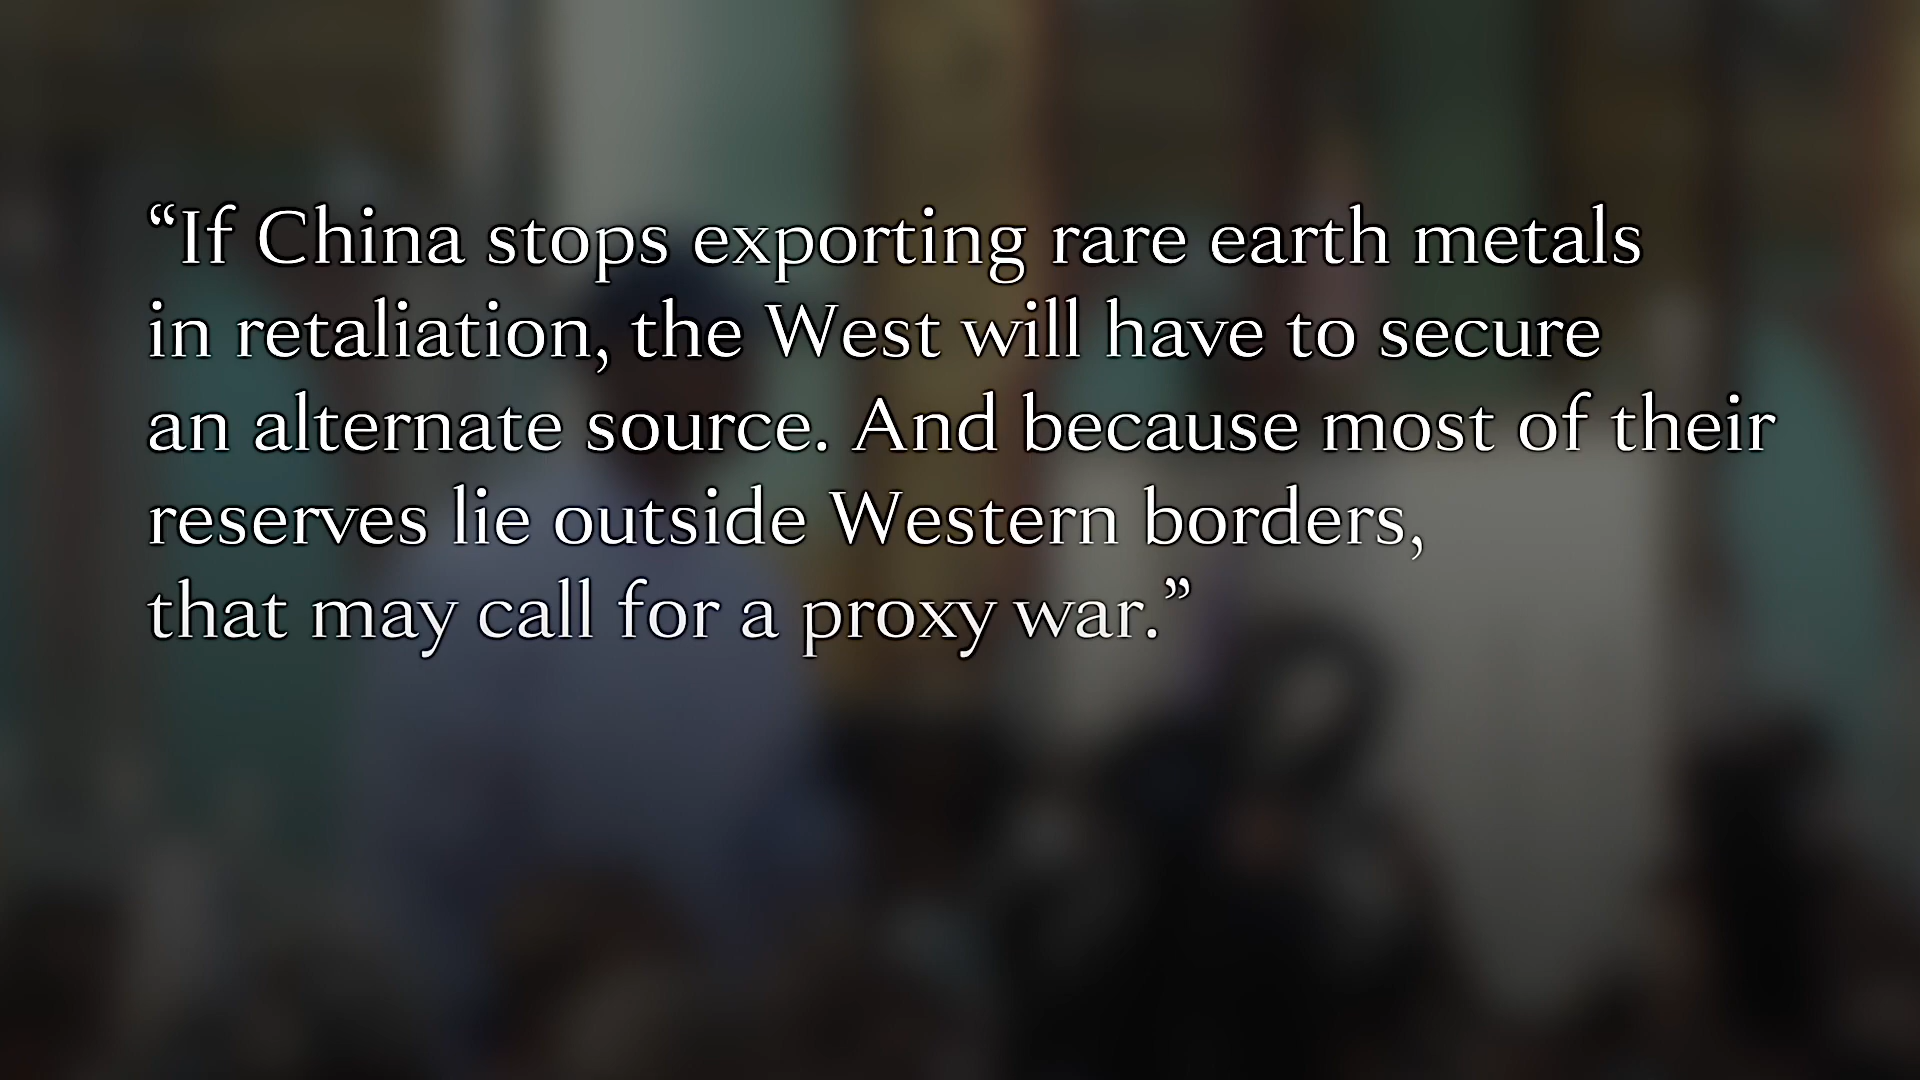 “If China stops exporting rare earth metals
in retaliation, the West will have to secure
an alternate source. And because most of their
reserves lie outside Western borders,
that may call for a proxy war.”